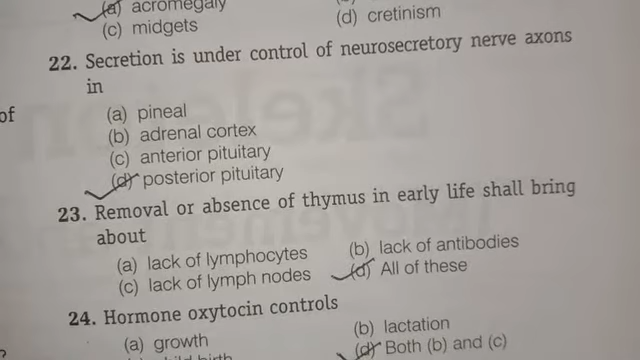 (a) acromegaly
(c) midgets (d) cretinism
22. Secretion is under control of neurosecretory nerve axons
in
of
(a) pineal
(b) adrenal cortex
(c) anterior pituitary
(d) posterior pituitary
23. Removal or absence of thymus in early life shall bring
about
(a) lack of lymphocytes (b) lack of antibodies
(c) lack of lymph nodes (d) All of these
24. Hormone oxytocin controls
(a) growth (b) lactation
(d) Both (b) and (c)